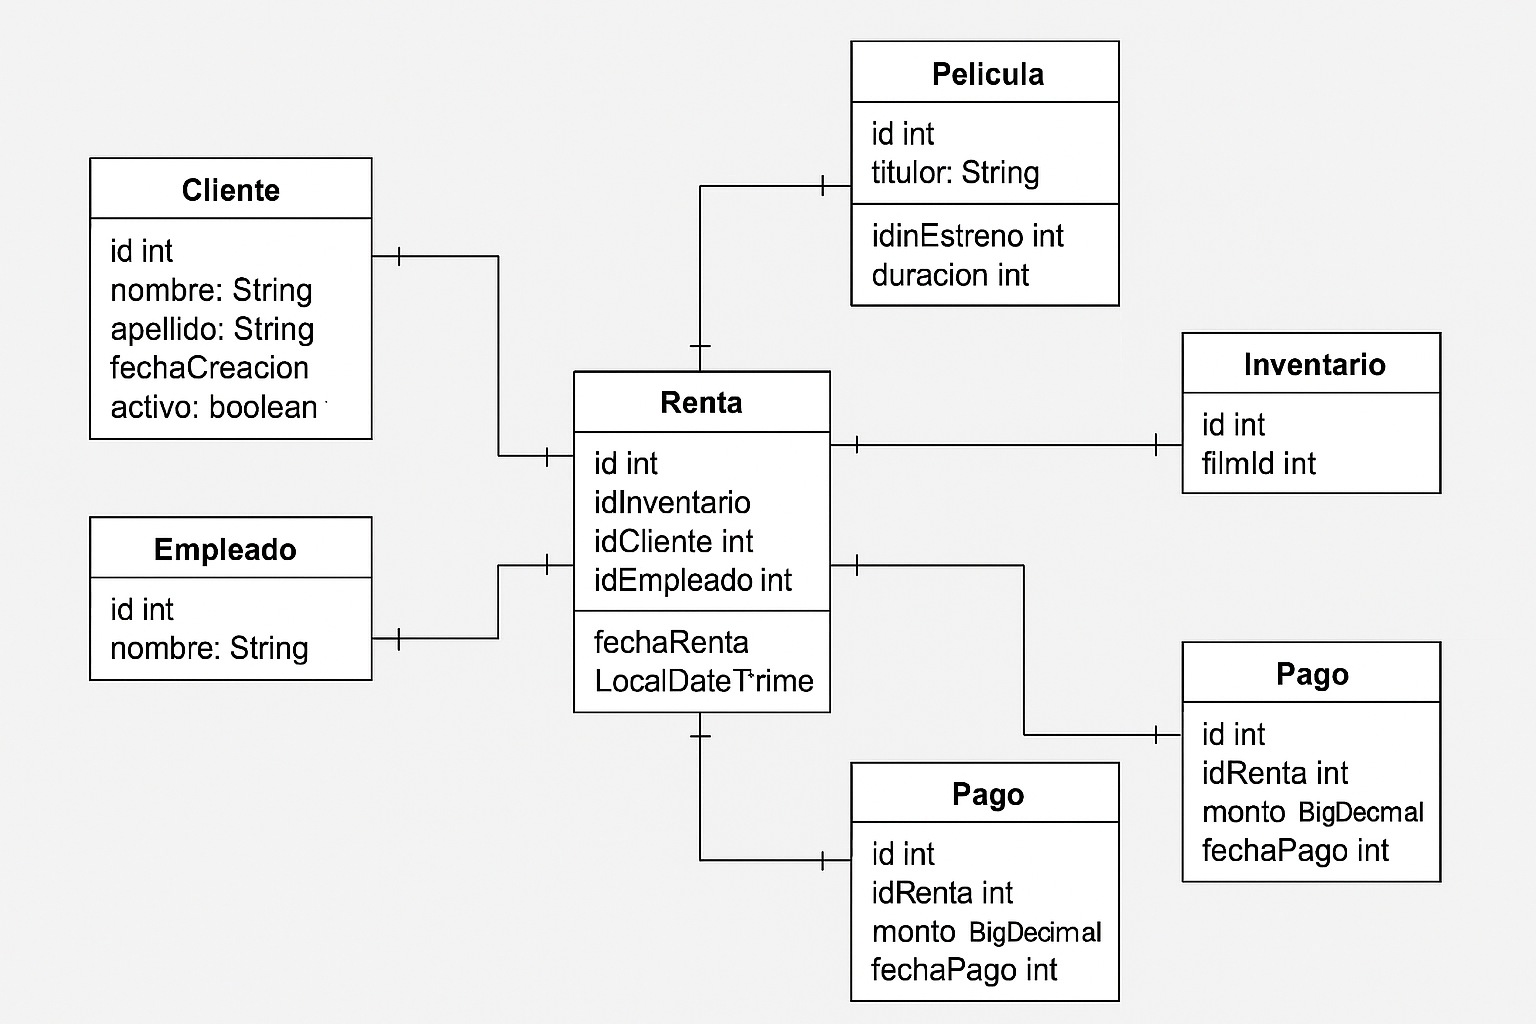 Pelicula
id int
titulor: String
idinEstreno int
duracion int
Cliente
id int
nombre: String
apellido: String
fechaCreacion
activo: boolean
Inventario
id int
filmId int
Renta
id int
idInventario
idCliente int
idEmpleado int
fechaRenta
LocalDateTrime
Empleado
id int
nombre: String
Pago
id int
idRenta int
monto BigDecmal
fechaPago int
Pago
id int
idRenta int
monto BigDecimal
fechaPago int